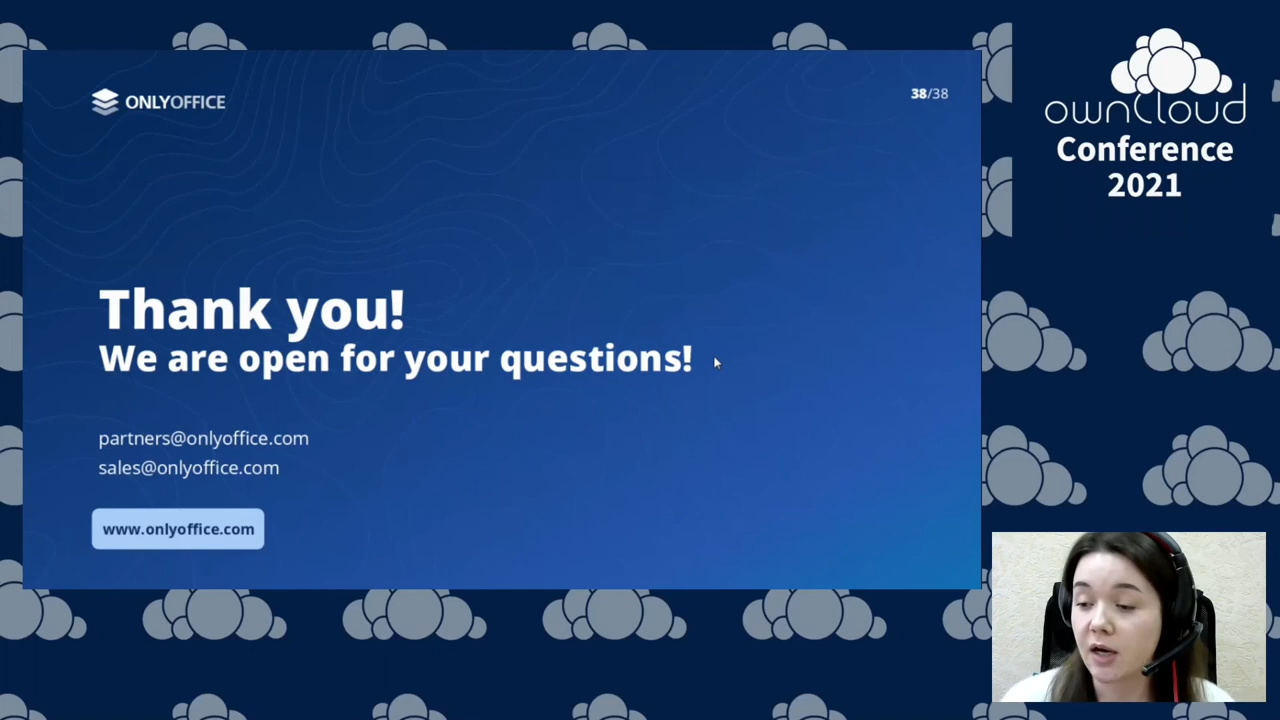 ONLYOFFICE
38/38
Thank you!
We are open for your questions!
partners@onlyoffice.com
sales@onlyoffice.com
www.onlyoffice.com
ownCloud
Conference
2021